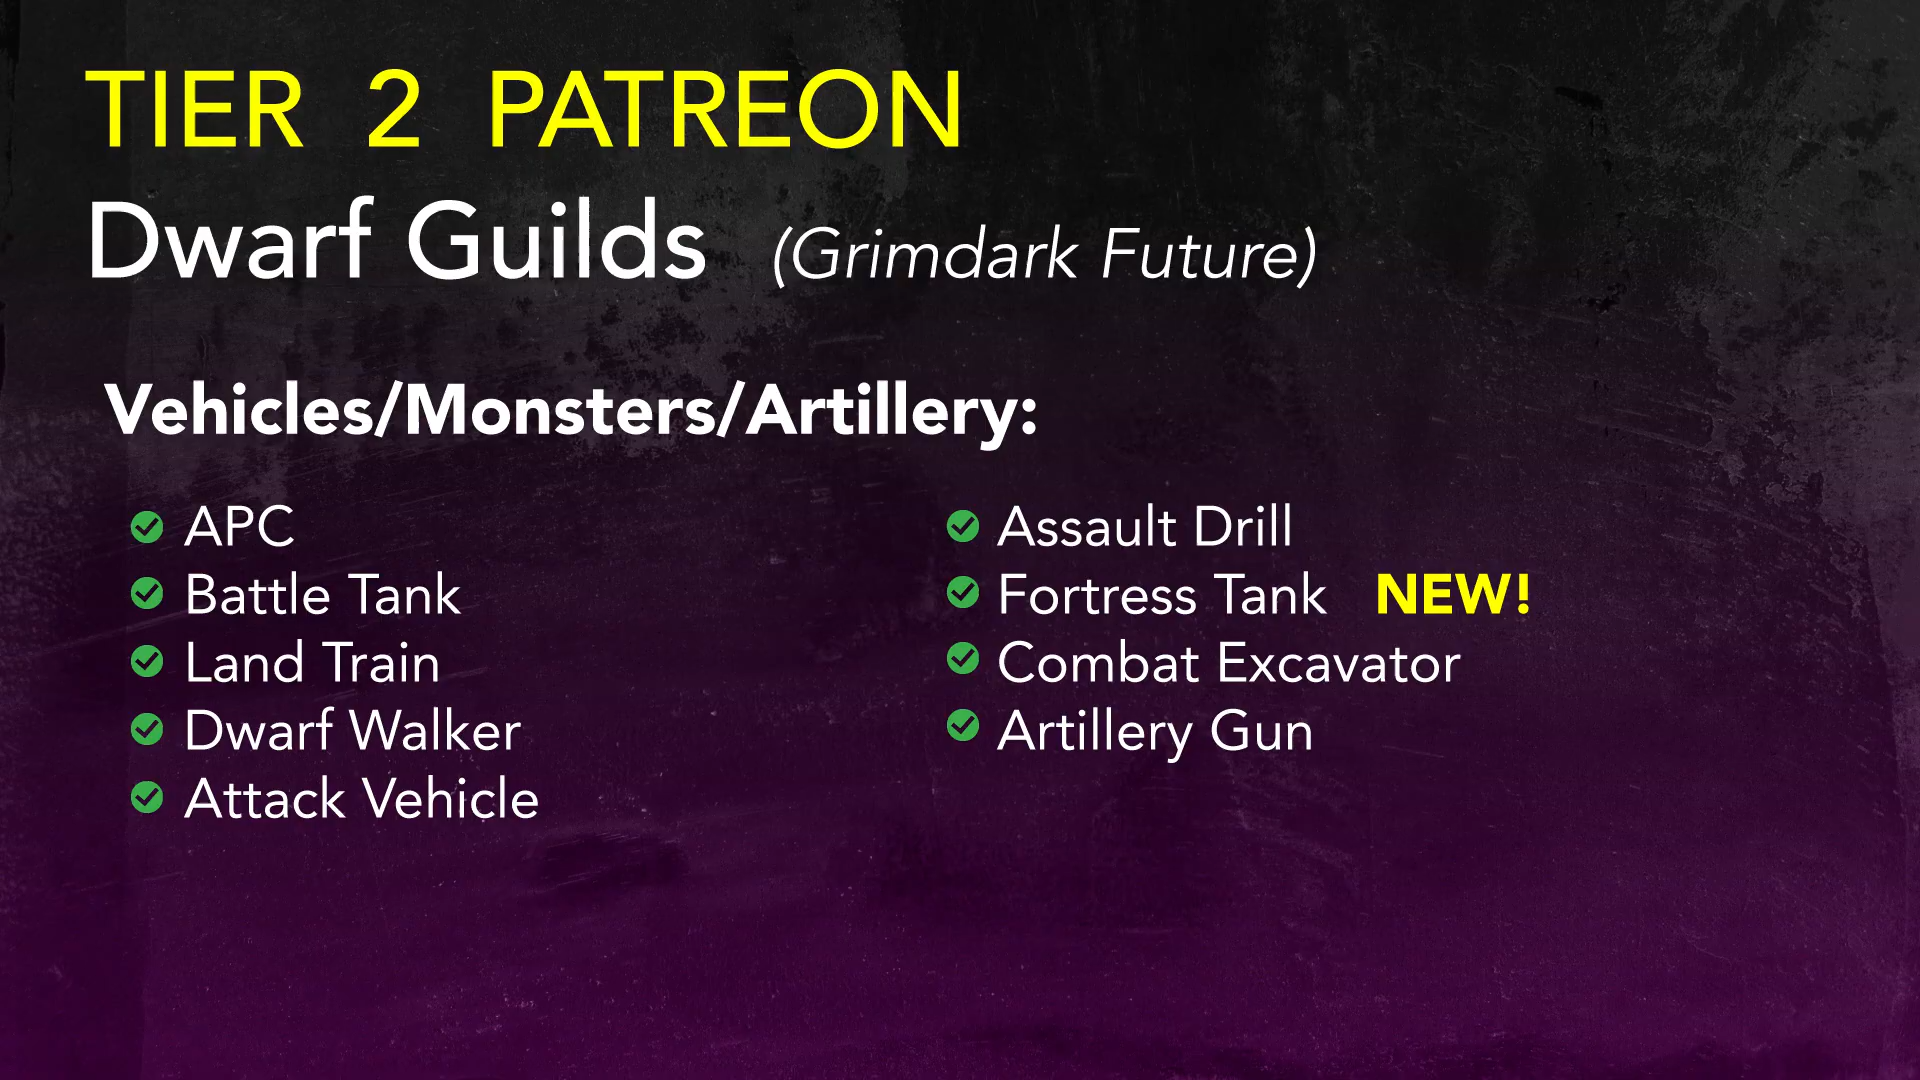 TIER 2 PATREON
Dwarf Guilds (Grimdark Future)
Vehicles/Monsters/Artillery:
APC
Battle Tank
Land Train
Dwarf Walker
Attack Vehicle
Assault Drill
Fortress Tank NEW!
Combat Excavator
Artillery Gun